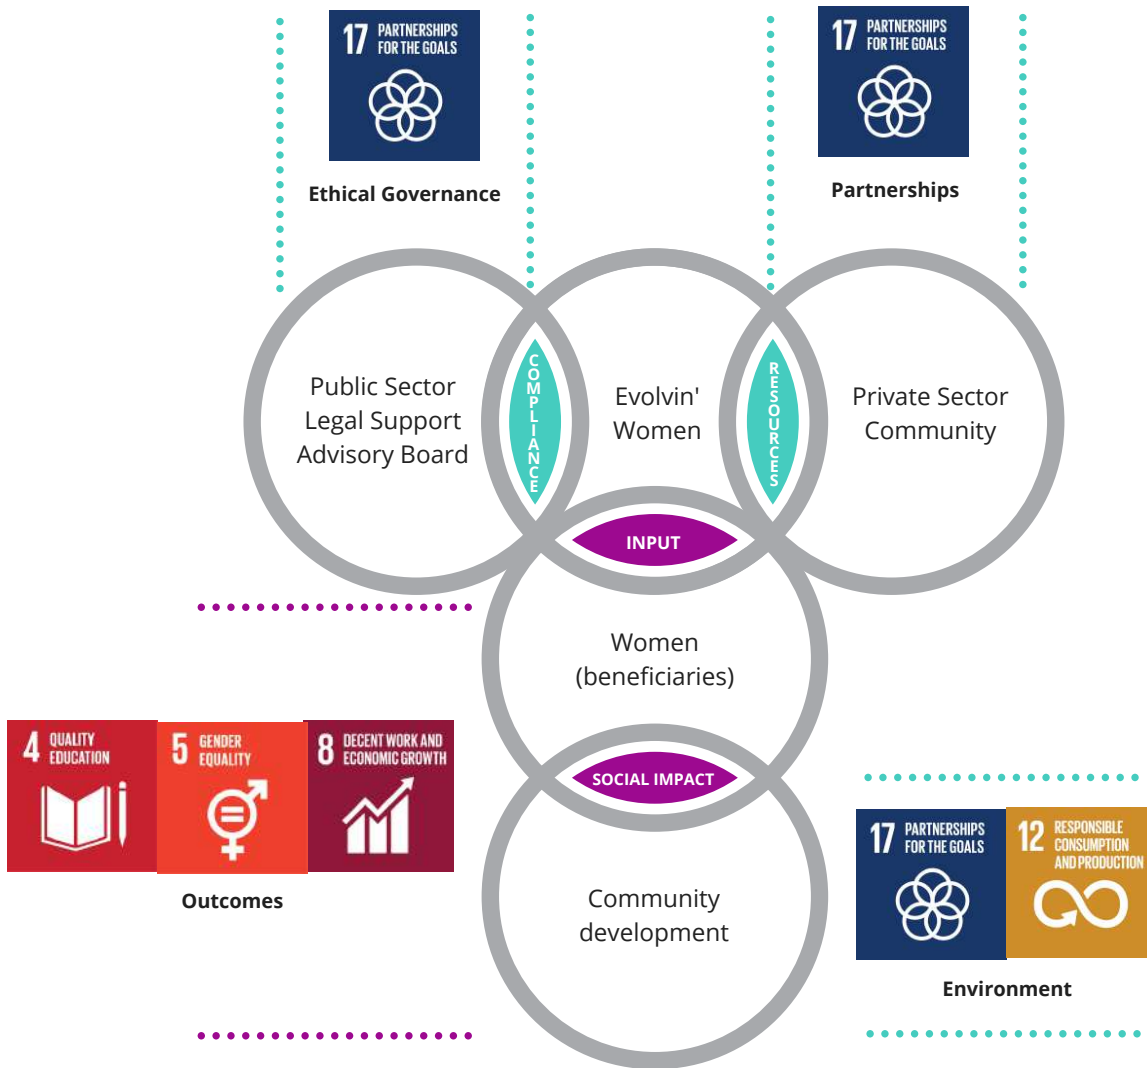 17 PARTNERSHIPS
FOR THE GOALS
Ethical Governance
17 PARTNERSHIPS
FOR THE GOALS
Partnerships
Public Sector
Legal Support
Advisory Board
COMPLIANCE
Evolvin'
Women
RESOURCES
Private Sector
Community
INPUT
Women
(beneficiaries)
4 QUALITY
EDUCATION
5 GENDER
EQUALITY
8 DECENT WORK AND
ECONOMIC GROWTH
Outcomes
SOCIAL IMPACT
17 PARTNERSHIPS
FOR THE GOALS
12 RESPONSIBLE
CONSUMPTION
AND PRODUCTION
Environment
Community
development